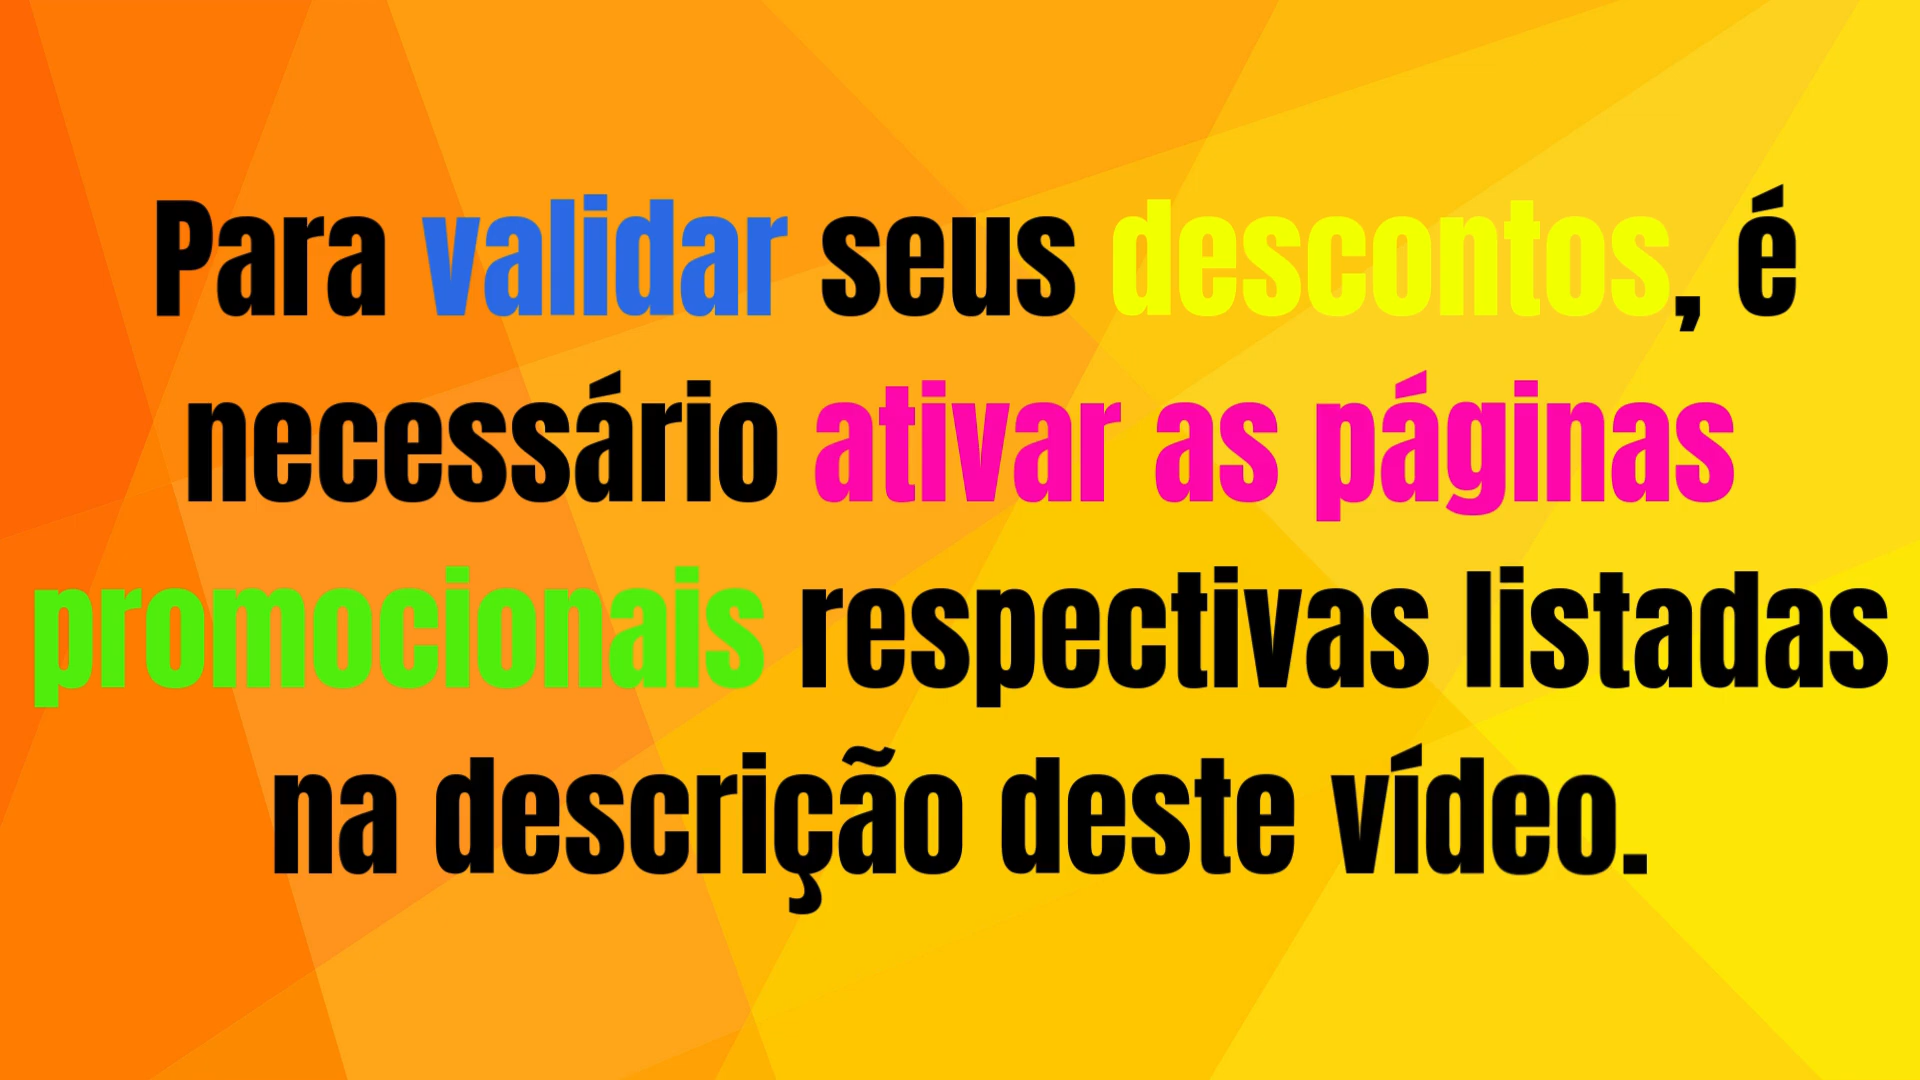 Para validar seus descontos, é
necessário ativar as páginas
promocionais respectivas listadas
na descrição deste vídeo.